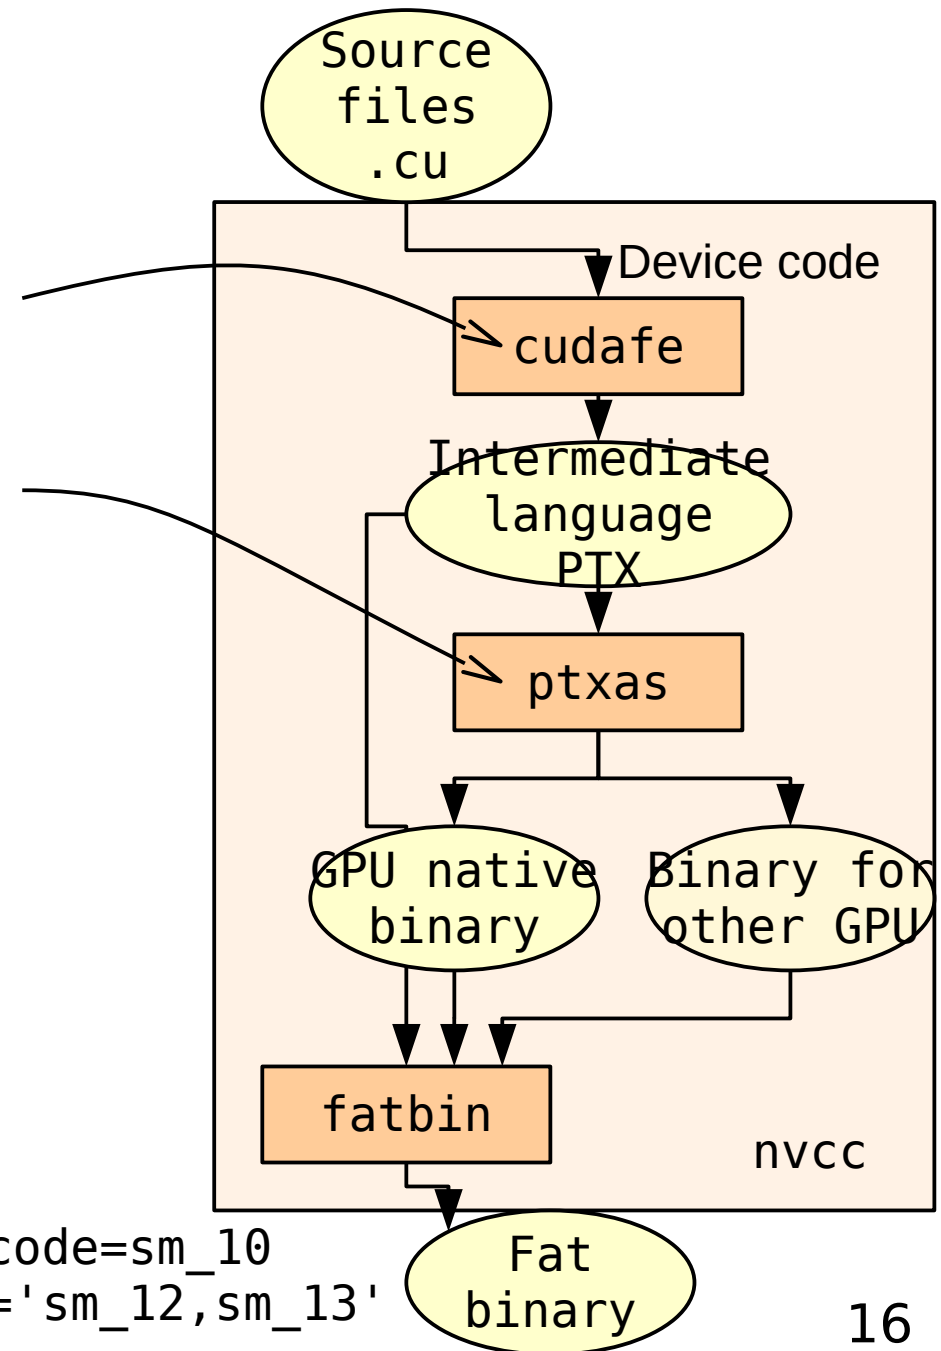 Source
files
.cu
Device code
cudafe
Intermediate
language
PTX
ptxas
GPU native
binary
Binary for
other GPU
fatbin
nvcc
code=sm_10
='sm_12,sm_13'
Fat
binary
16